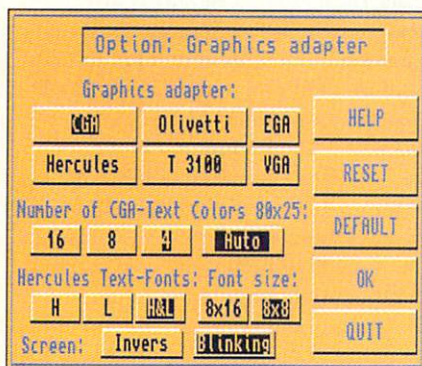 Option: Graphics adapter
Graphics adapter:
CGA Olivetti EGA
HELP
Hercules T 3100 VGA
RESET
Number of CGA-Text Colors 80x25:
16 8 4 Auto
DEFAULT
Hercules Text-Fonts: Font size:
OK
H L H&L 8x16 8x8
Screen: Invers Blinking
QUIT